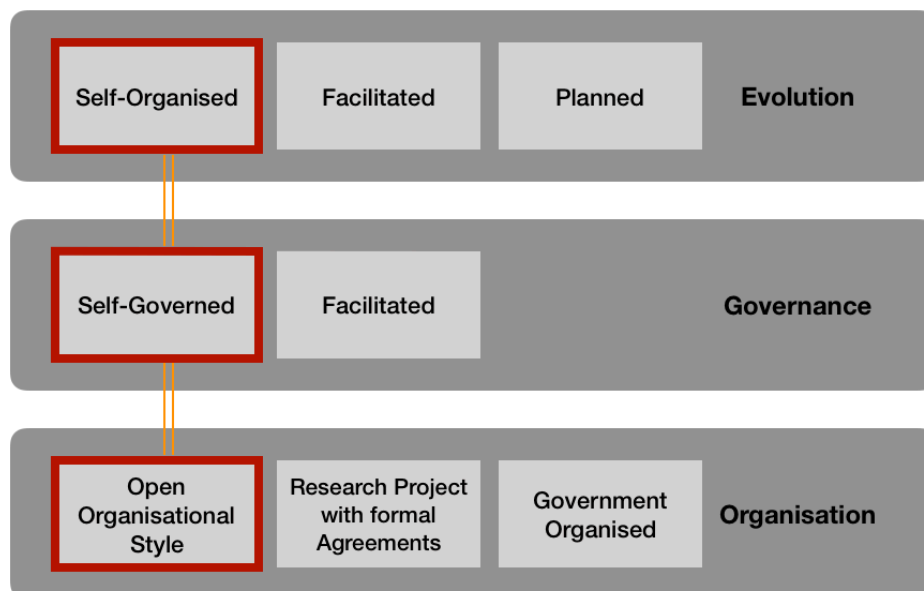 Self-Organised
Facilitated
Planned
Evolution
Self-Governed
Facilitated
Governance
Open
Organisational
Style
Research Project
with formal
Agreements
Government
Organised
Organisation